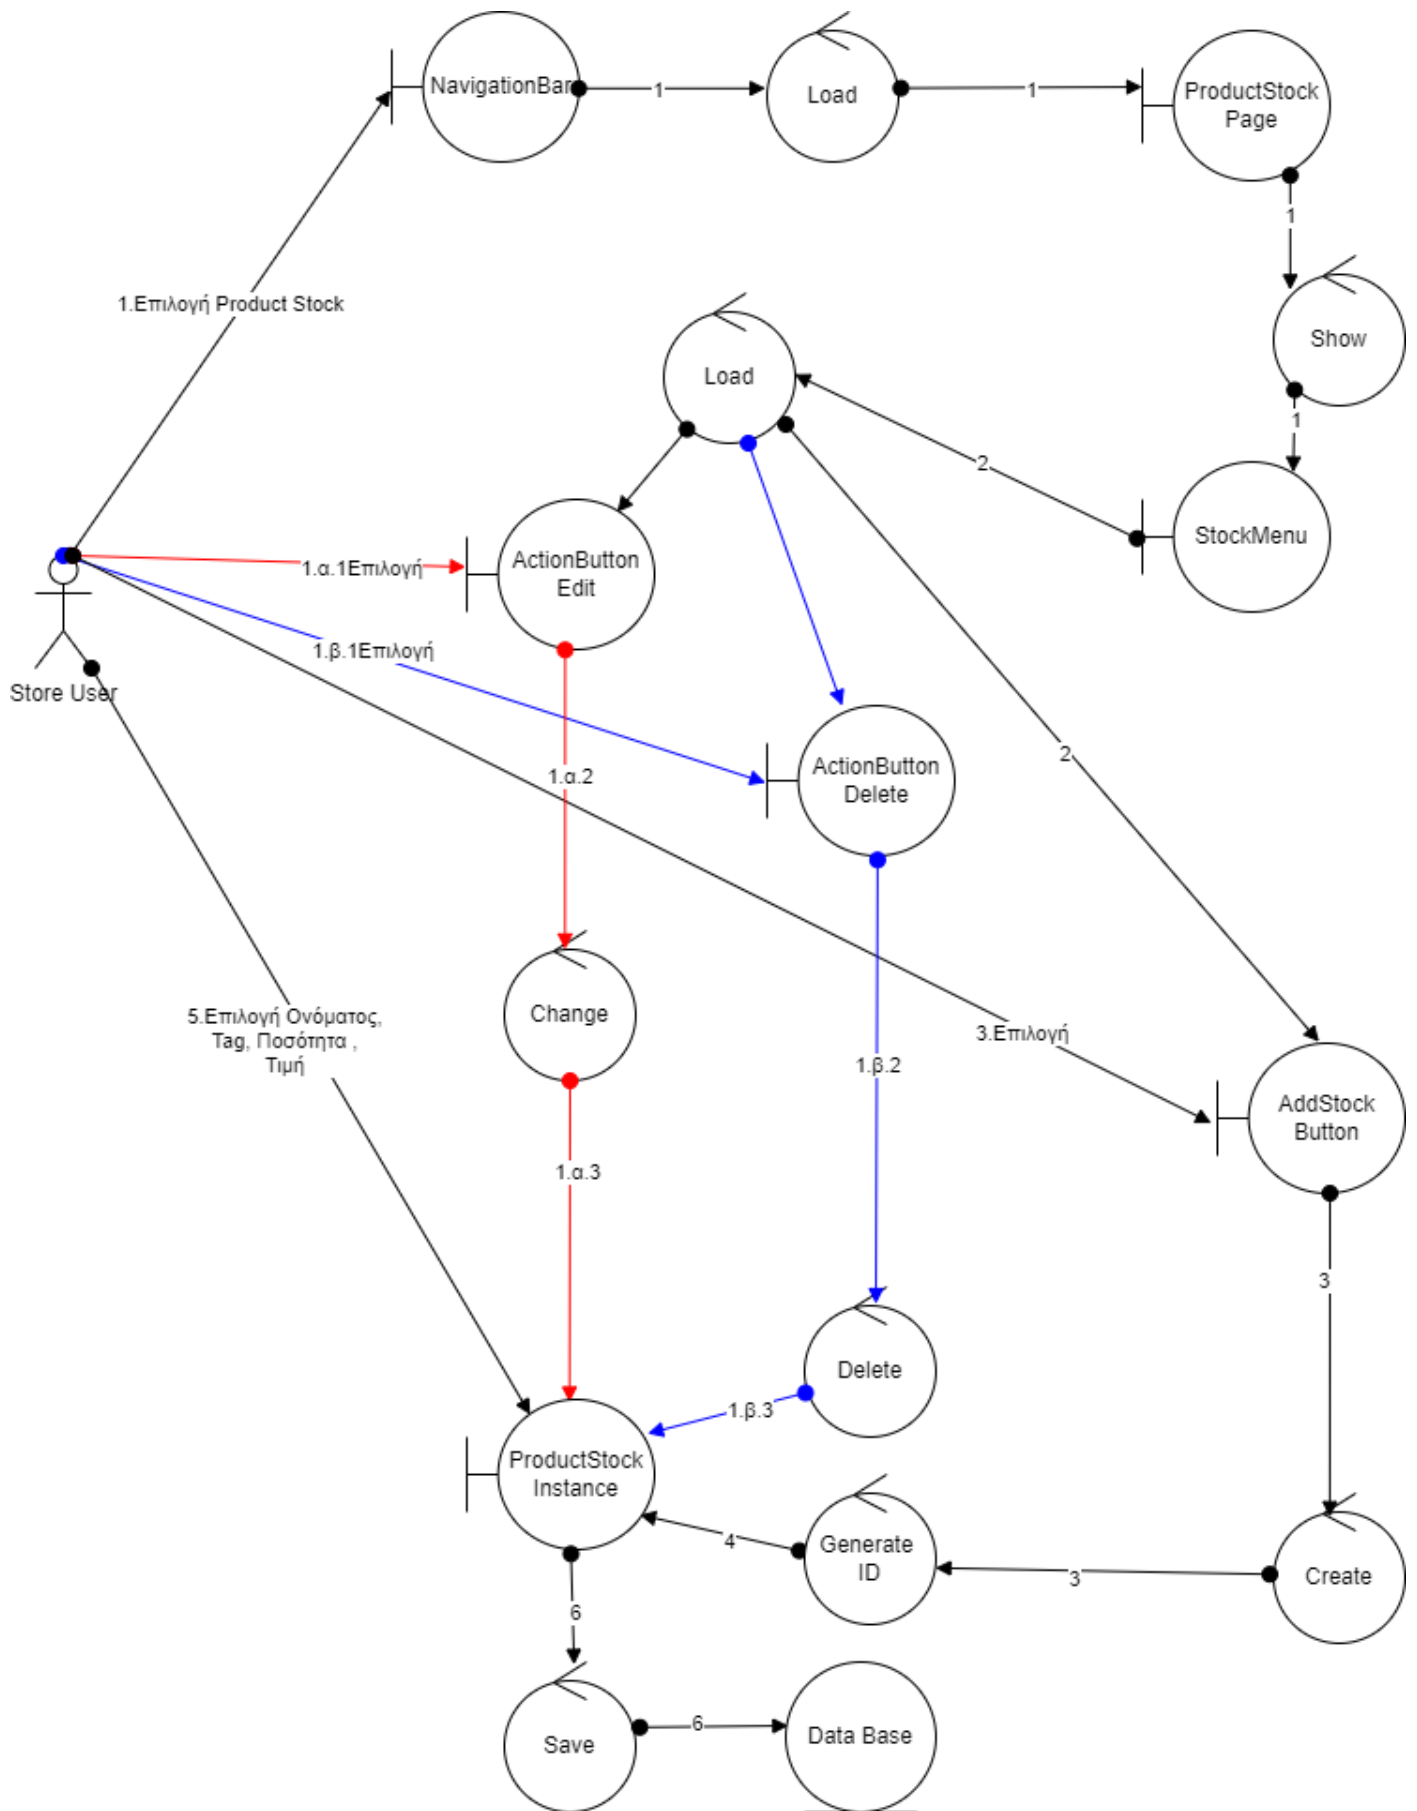 NavigationBar
1
Load
1
ProductStock
Page
1
1.Επιλογή Product Stock
Show
Load
1
2
StockMenu
ActionButton
Edit
1.α.1Επιλογή
1.β.1Επιλογή
Store User
2
ActionButton
Delete
1.α.2
Change
5.Επιλογή Ονόματος,
Tag, Ποσότητα ,
Τιμή
3.Επιλογή
1.β.2
AddStock
Button
1.α.3
3
Delete
1.β.3
ProductStock
Instance
4
Generate
ID
3
Create
6
Save
6
Data Base